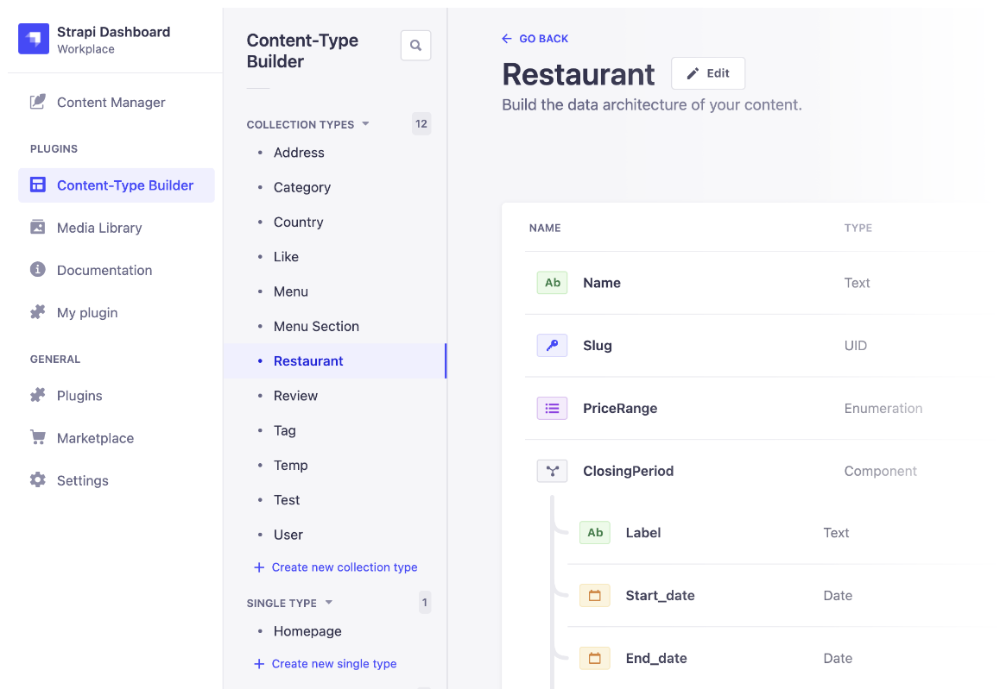 Strapi Dashboard
Workplace
Content Manager
PLUGINS
Content-Type Builder
Media Library
Documentation
My plugin
GENERAL
Plugins
Marketplace
Settings
Content-Type
Builder
COLLECTION TYPES 12
Address
Category
Country
Like
Menu
Menu Section
Restaurant
Review
Tag
Temp
Test
User
+ Create new collection type
SINGLE TYPE 1
Homepage
+ Create new single type
← GO BACK
Restaurant Edit
Build the data architecture of your content.
NAME TYPE
Ab Name Text
Slug UID
PriceRange Enumeration
ClosingPeriod Component
Ab Label Text
Start_date Date
End_date Date